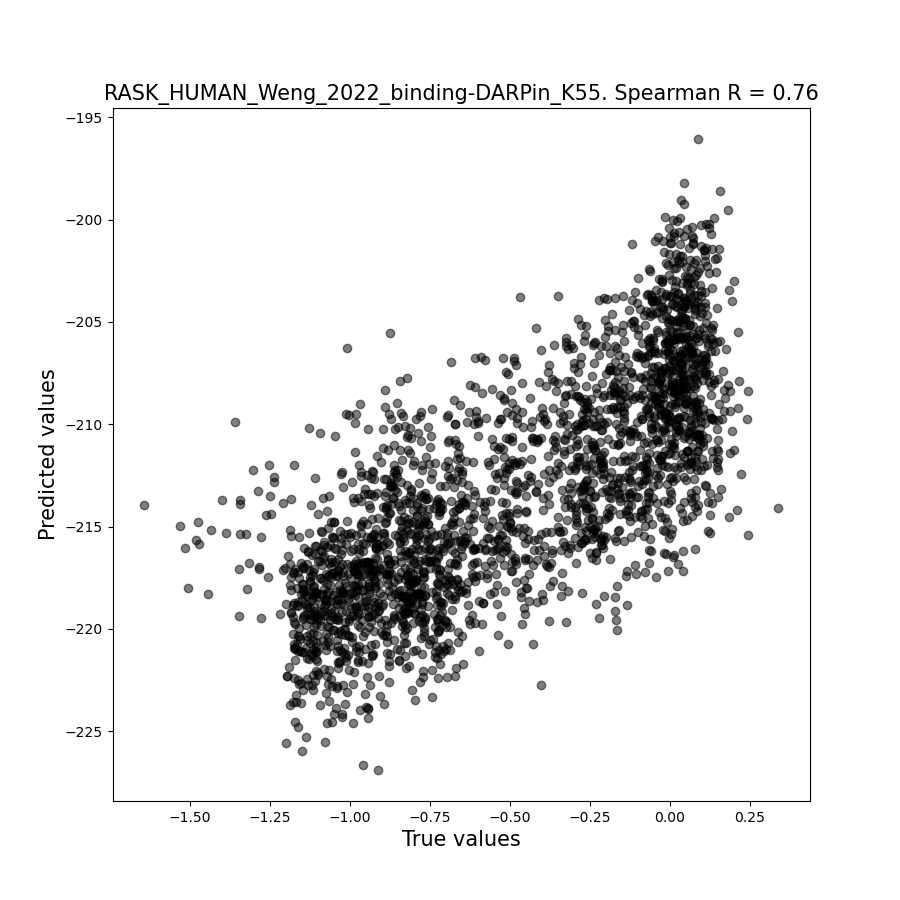 RASK_HUMAN_Weng_2022_binding-DARPin_K55. Spearman R = 0.76
−195
−200
−205
−210
−215
−220
−225
Predicted values
−1.50 −1.25 −1.00 −0.75 −0.50 −0.25 0.00 0.25
True values